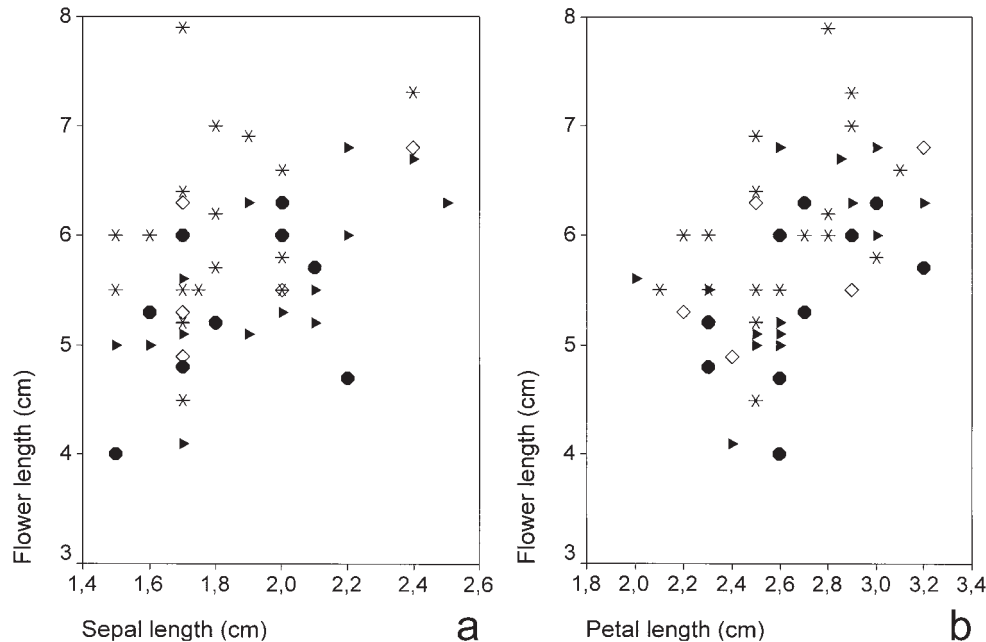 8
7
6
5
4
3
Flower length (cm)
1,4 1,6 1,8 2,0 2,2 2,4 2,6
Sepal length (cm)
a
8
7
6
5
4
3
Flower length (cm)
1,8 2,0 2,2 2,4 2,6 2,8 3,0 3,2 3,4
Petal length (cm)
b